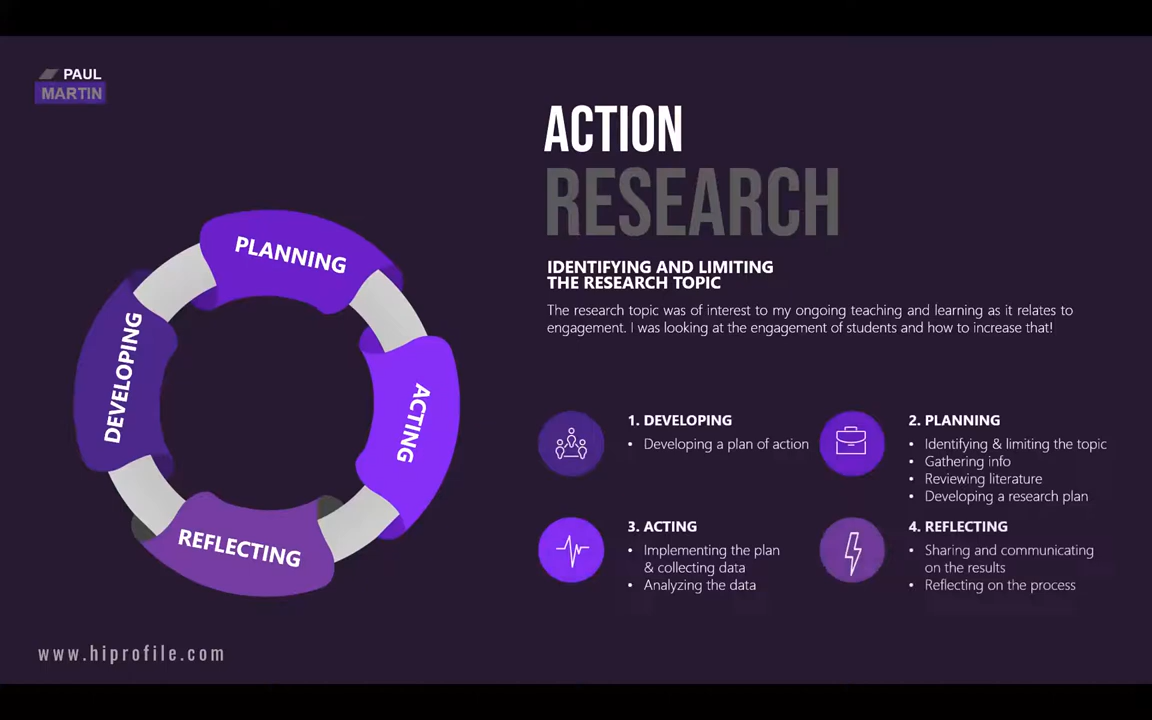 PAUL
MARTIN
ACTION
RESEARCH
IDENTIFYING AND LIMITING
THE RESEARCH TOPIC
The research topic was of interest to my ongoing teaching and learning as it relates to
engagement. I was looking at the engagement of students and how to increase that!
PLANNING
DEVELOPING
ACTING
REFLECTING
1. DEVELOPING
• Developing a plan of action
2. PLANNING
• Identifying & limiting the topic
• Gathering info
• Reviewing literature
• Developing a research plan
3. ACTING
• Implementing the plan
& collecting data
• Analyzing the data
4. REFLECTING
• Sharing and communicating
on the results
• Reflecting on the process
www.hiprofile.com